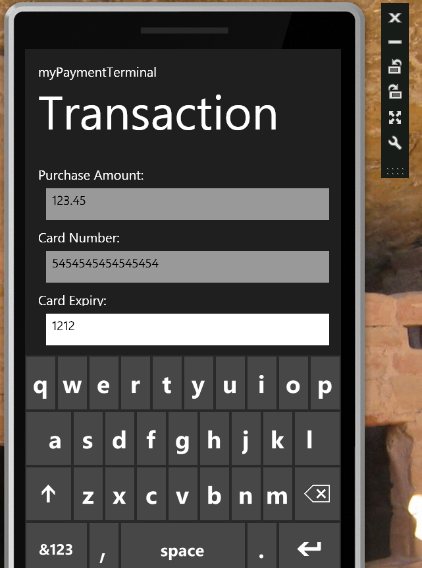 myPaymentTerminal
Transaction
Purchase Amount:
123.45
Card Number:
5454545454545454
Card Expiry:
1212
q w e r t y u i o p
a s d f g h j k l
z x c v b n m
&123 , space .